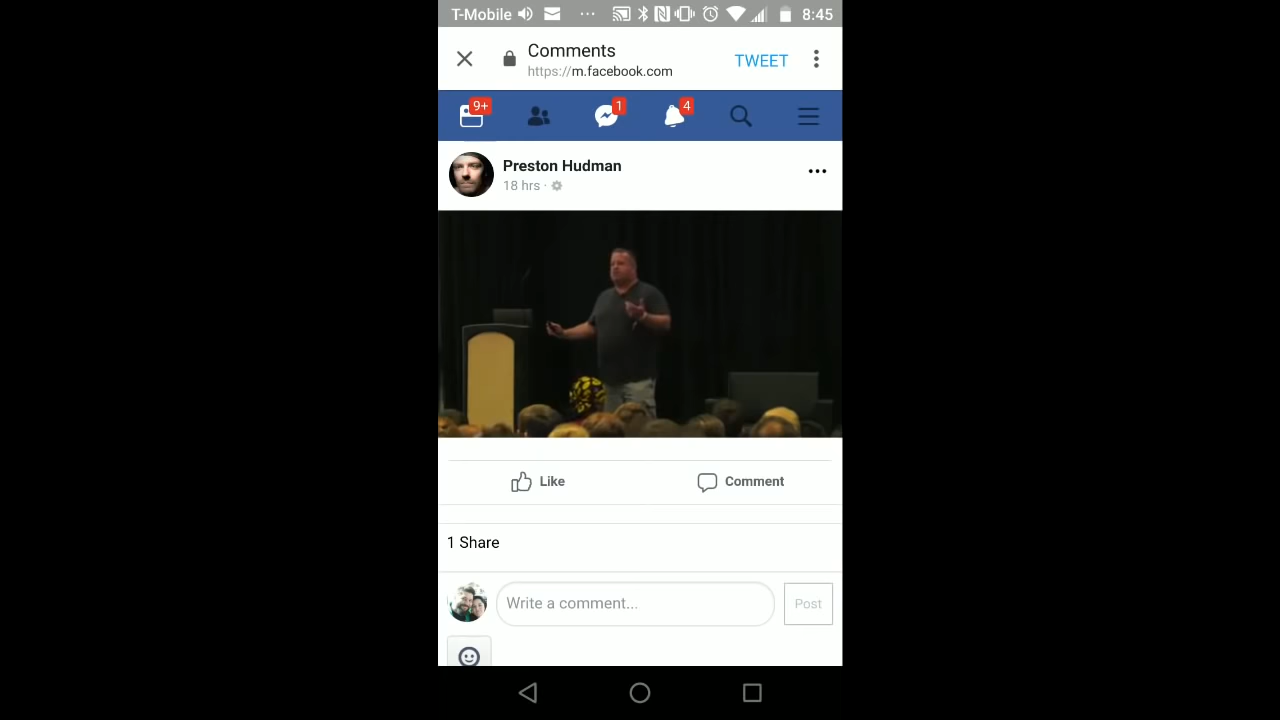 T-Mobile 8:45
Comments
https://m.facebook.com
TWEET
9+ 1 4
Preston Hudman
18 hrs ·
Like Comment
1 Share
Write a comment... Post